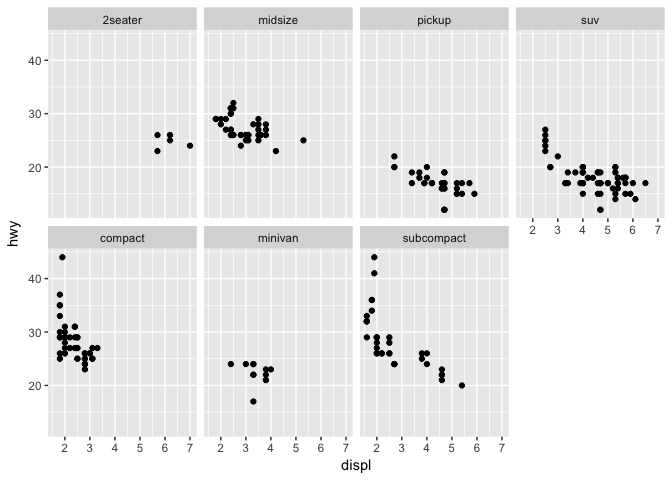 2seater midsize pickup suv
40
30
20
2 3 4 5 6 7
hwy
compact minivan subcompact
40
30
20
2 3 4 5 6 7 2 3 4 5 6 7 2 3 4 5 6 7
displ